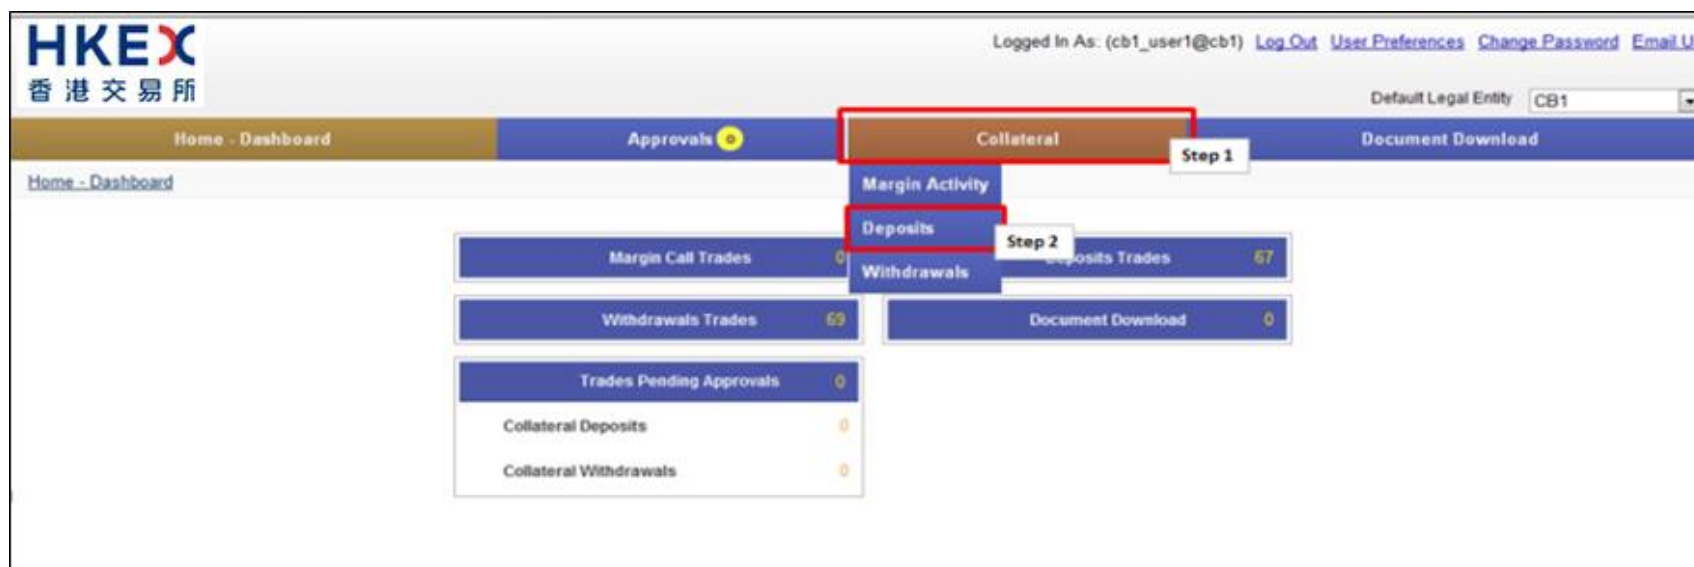 HKEX
香港交易所
Logged In As: (cb1_user1@cb1) Log Out User Preferences Change Password Email U
Default Legal Entity CB1
Home - Dashboard Approvals 0 Collateral Document Download
Step 1
Home - Dashboard
Margin Activity
Deposits
Step 2
Withdrawals
Margin Call Trades 0
Deposits Trades 67
Withdrawals Trades 69
Document Download 0
Trades Pending Approvals 0
Collateral Deposits 0
Collateral Withdrawals 0